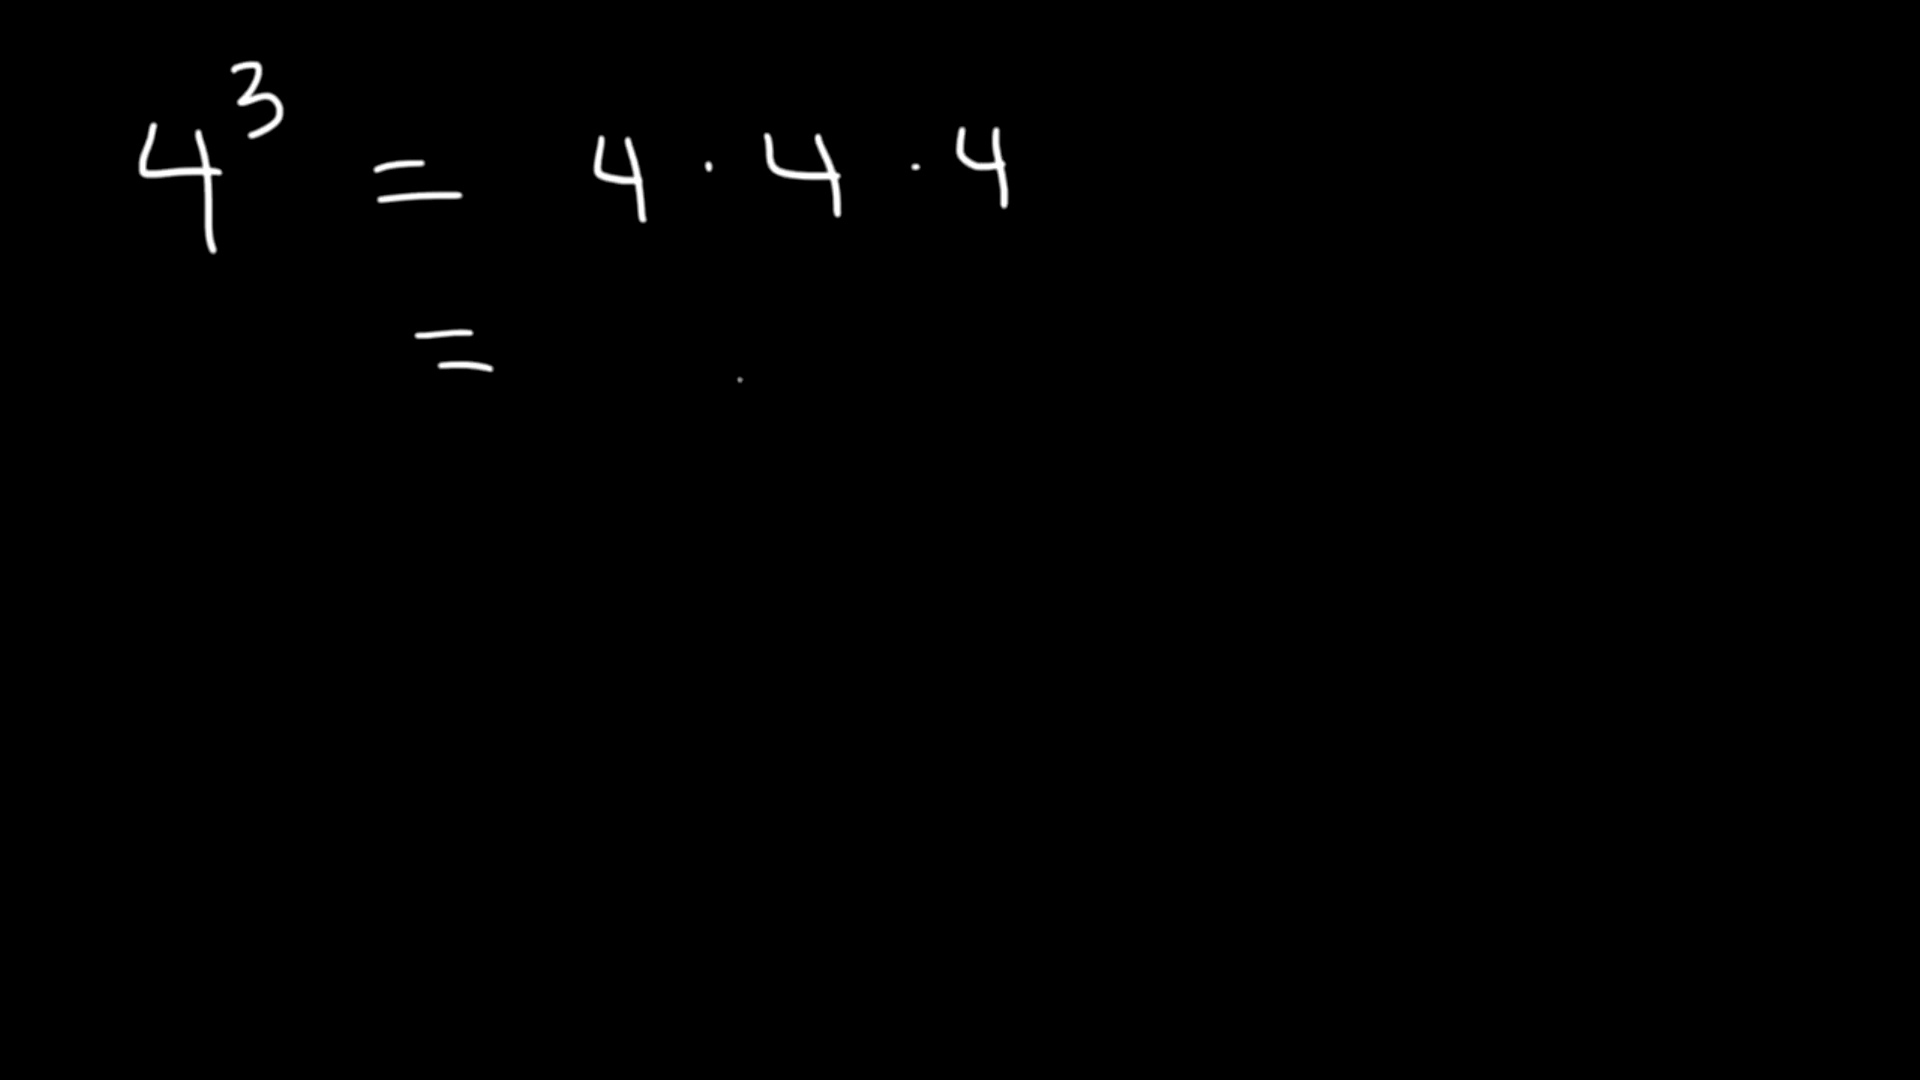 4³ = 4 · 4 · 4
=